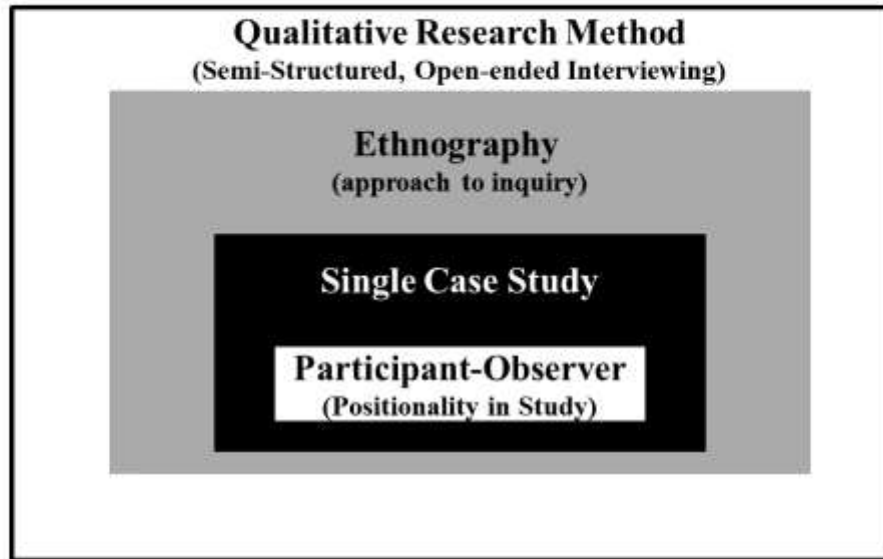 Qualitative Research Method
(Semi-Structured, Open-ended Interviewing)
Ethnography
(approach to inquiry)
Single Case Study
Participant-Observer
(Positionality in Study)